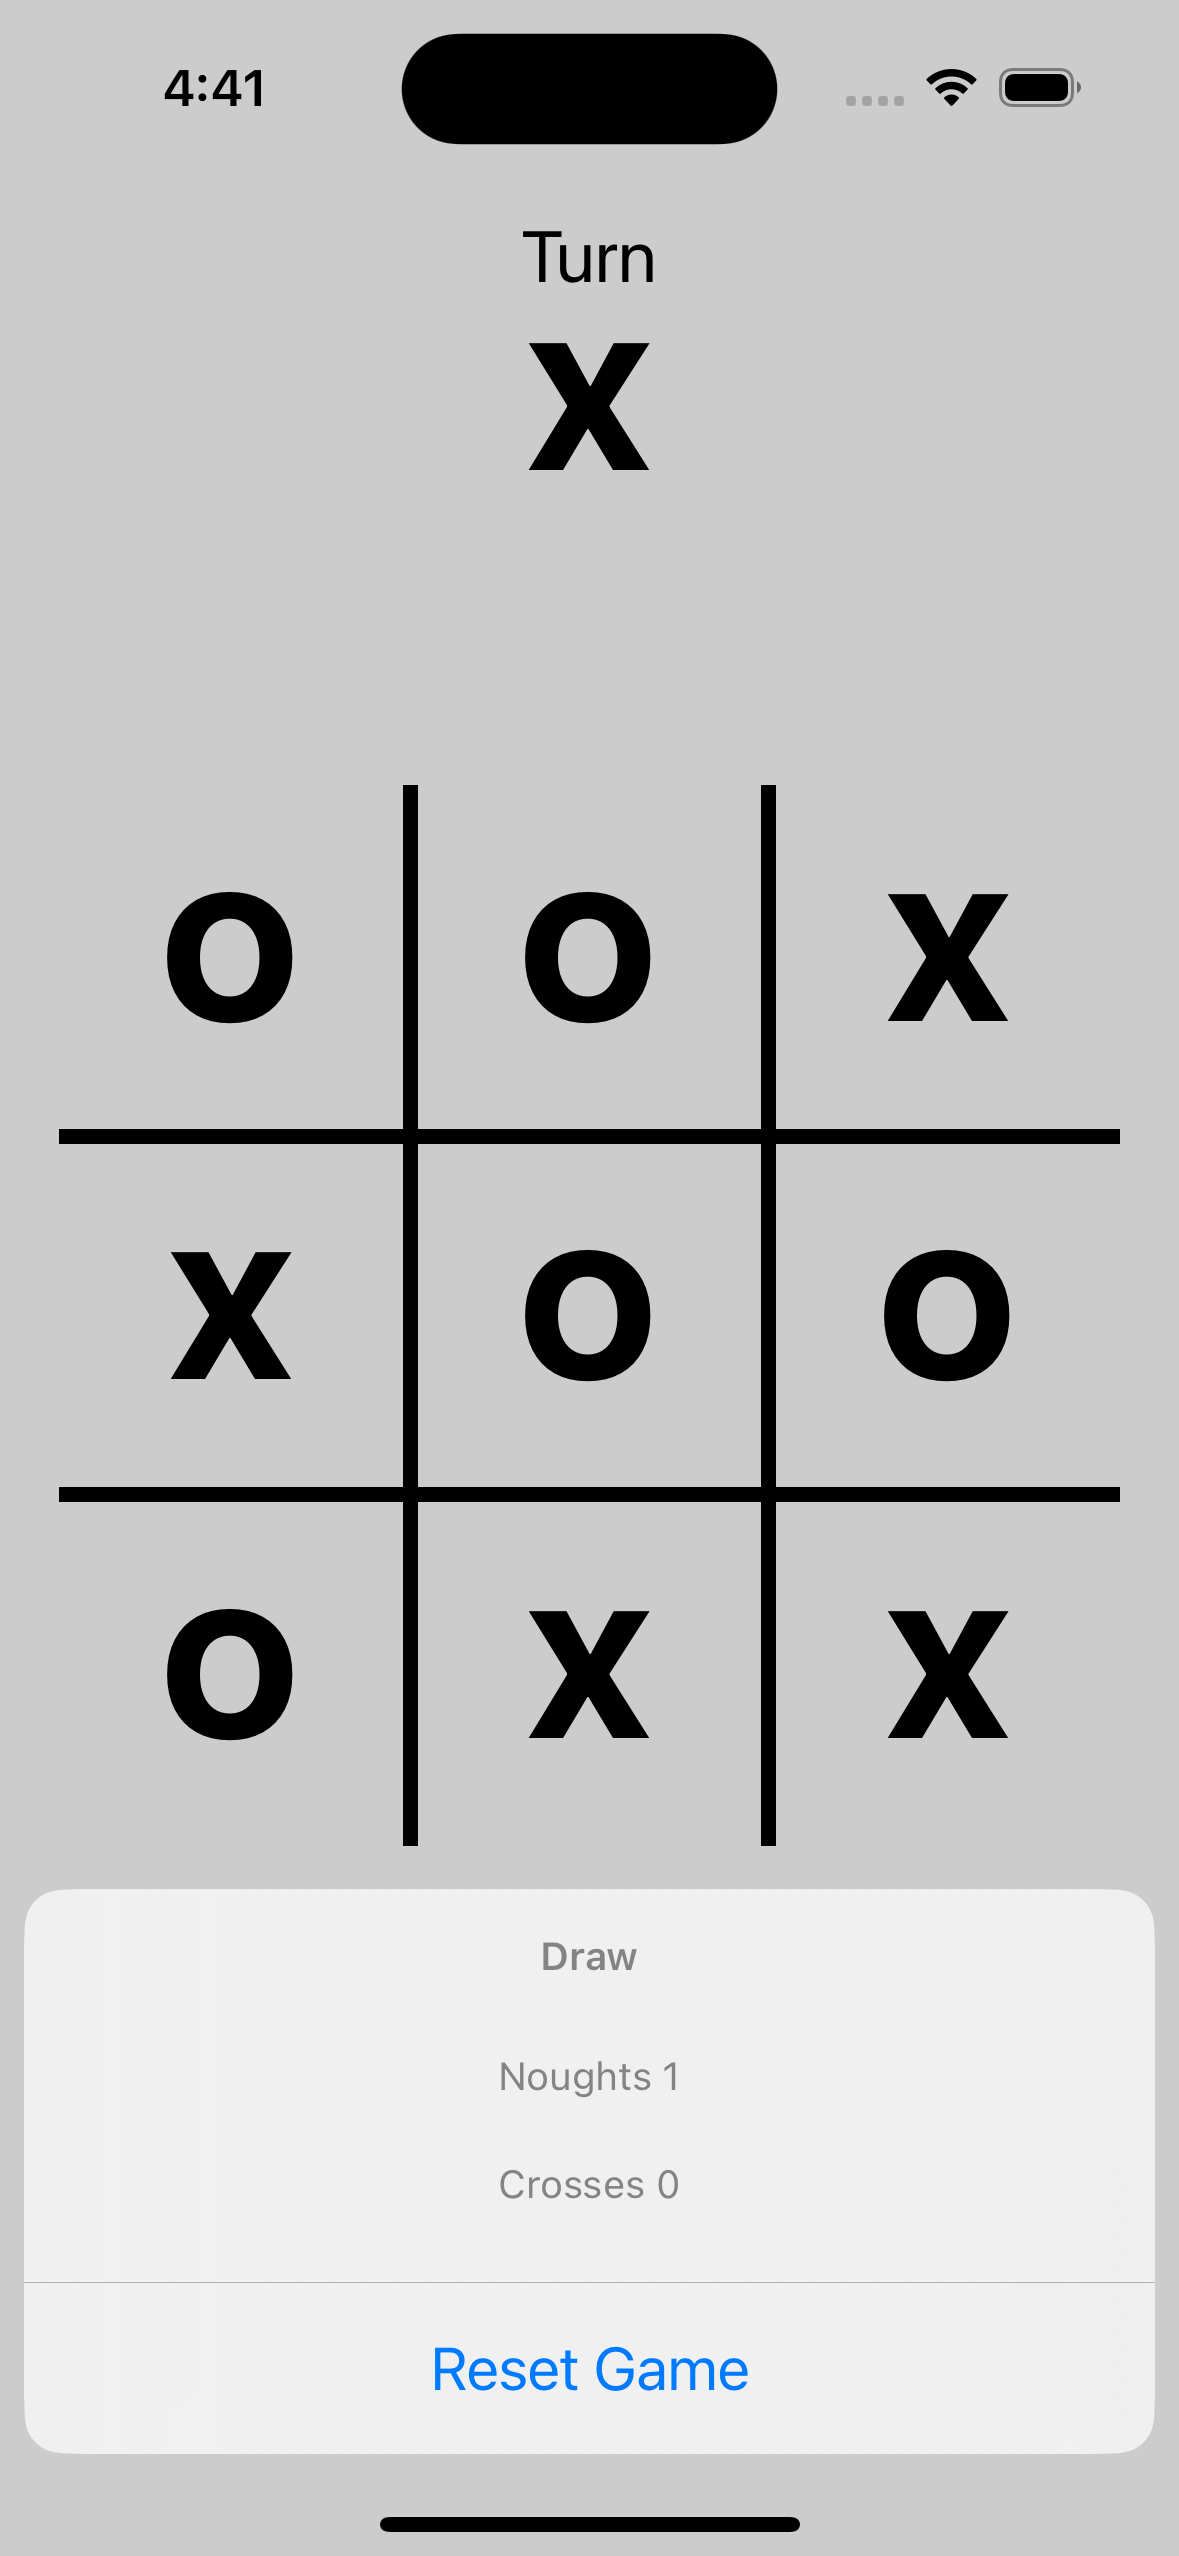 4:41
Turn
X
O O X
X O O
O X X
Draw
Noughts 1
Crosses 0
Reset Game